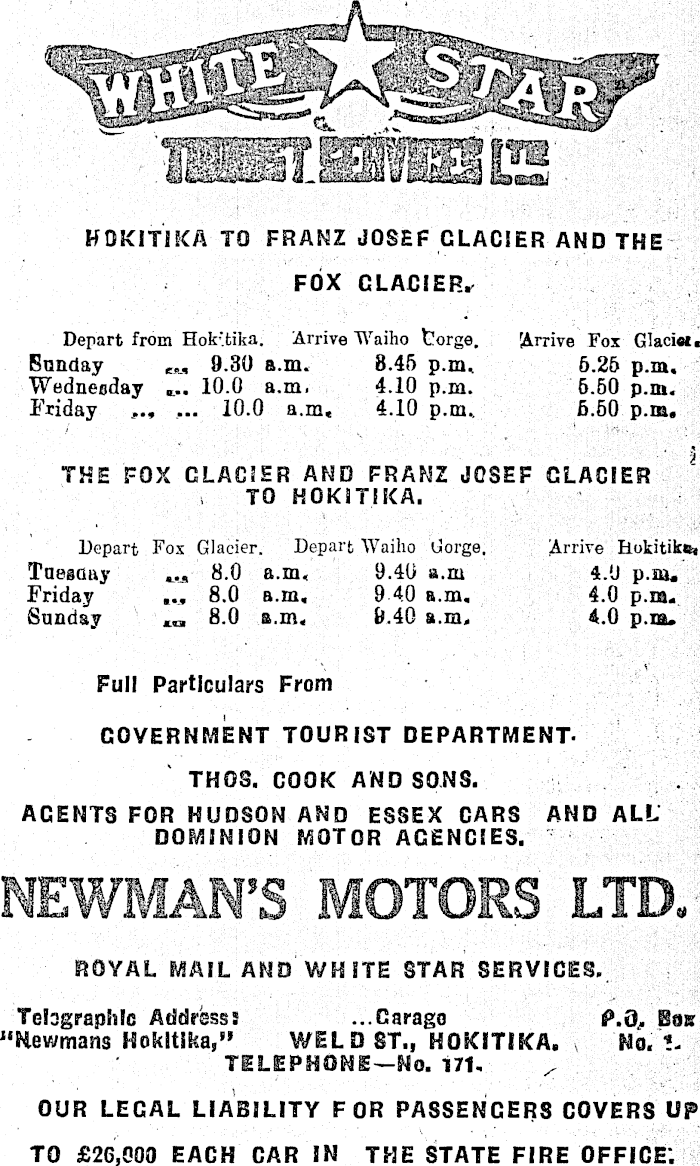 WHITE STAR
TOURIST SERVICES LTD
HOKITIKA TO FRANZ JOSEF GLACIER AND THE
FOX GLACIER.
Depart from Hokitika. Arrive Waiho Gorge. Arrive Fox Glacier.
Sunday ... 9.30 a.m. 3.45 p.m. 5.25 p.m.
Wednesday ... 10.0 a.m. 4.10 p.m. 5.50 p.m.
Friday ... ... 10.0 a.m. 4.10 p.m. 5.50 p.m.
THE FOX GLACIER AND FRANZ JOSEF GLACIER
TO HOKITIKA.
Depart Fox Glacier. Depart Waiho Gorge. Arrive Hokitika.
Tuesday ... 8.0 a.m. 9.40 a.m 4.0 p.m.
Friday ... 8.0 a.m. 9.40 a.m. 4.0 p.m.
Sunday ... 8.0 a.m. 9.40 a.m. 4.0 p.m.
Full Particulars From
GOVERNMENT TOURIST DEPARTMENT.
THOS. COOK AND SONS.
AGENTS FOR HUDSON AND ESSEX CARS AND ALL
DOMINION MOTOR AGENCIES.
NEWMAN'S MOTORS LTD.
ROYAL MAIL AND WHITE STAR SERVICES.
Telegraphic Address: ...Garage P.O. Box
"Newmans Hokitika," WELD ST., HOKITIKA. No. 1.
TELEPHONE—No. 171.
OUR LEGAL LIABILITY FOR PASSENGERS COVERS UP
TO £26,000 EACH CAR IN THE STATE FIRE OFFICE.